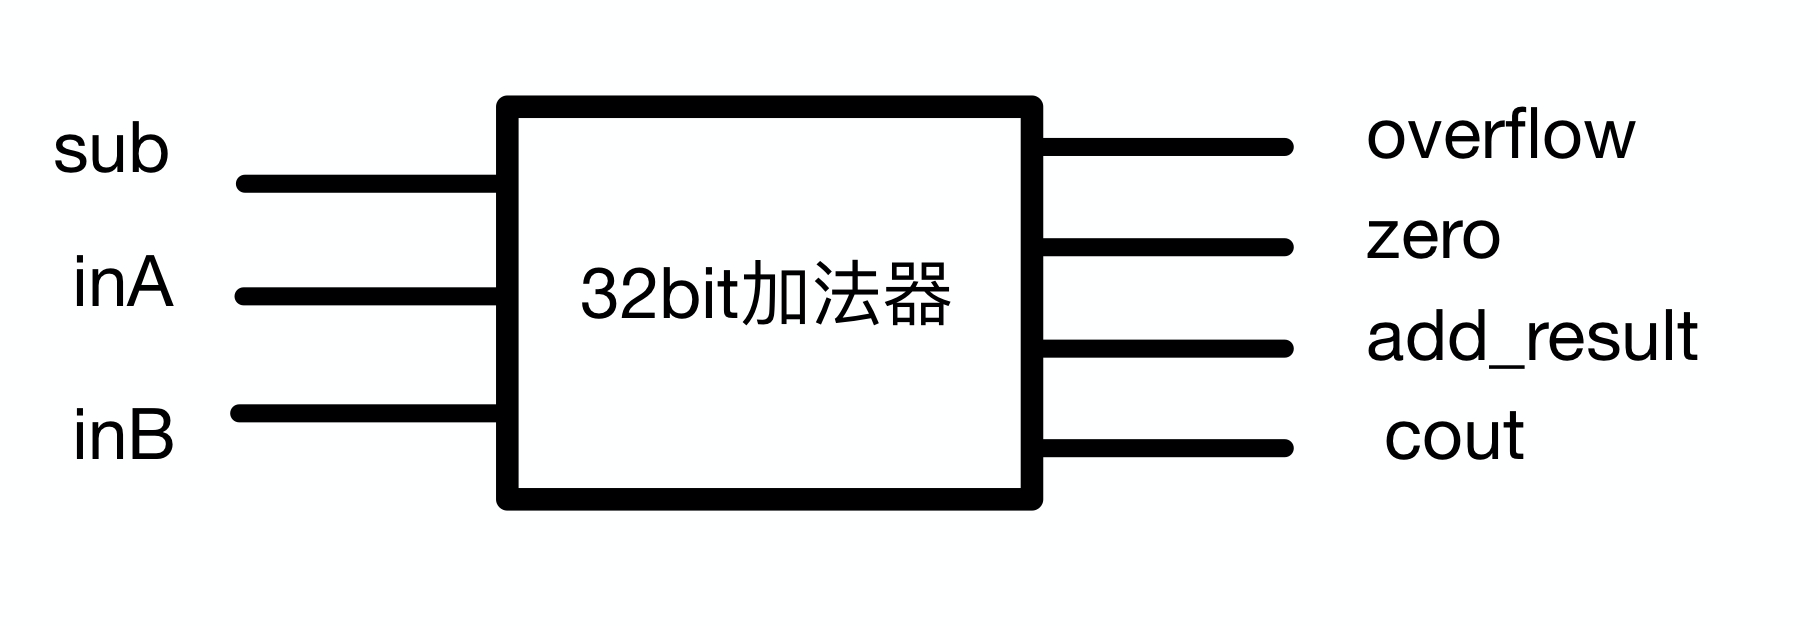 sub
inA
inB
32bit加法器
overflow
zero
add_result
cout